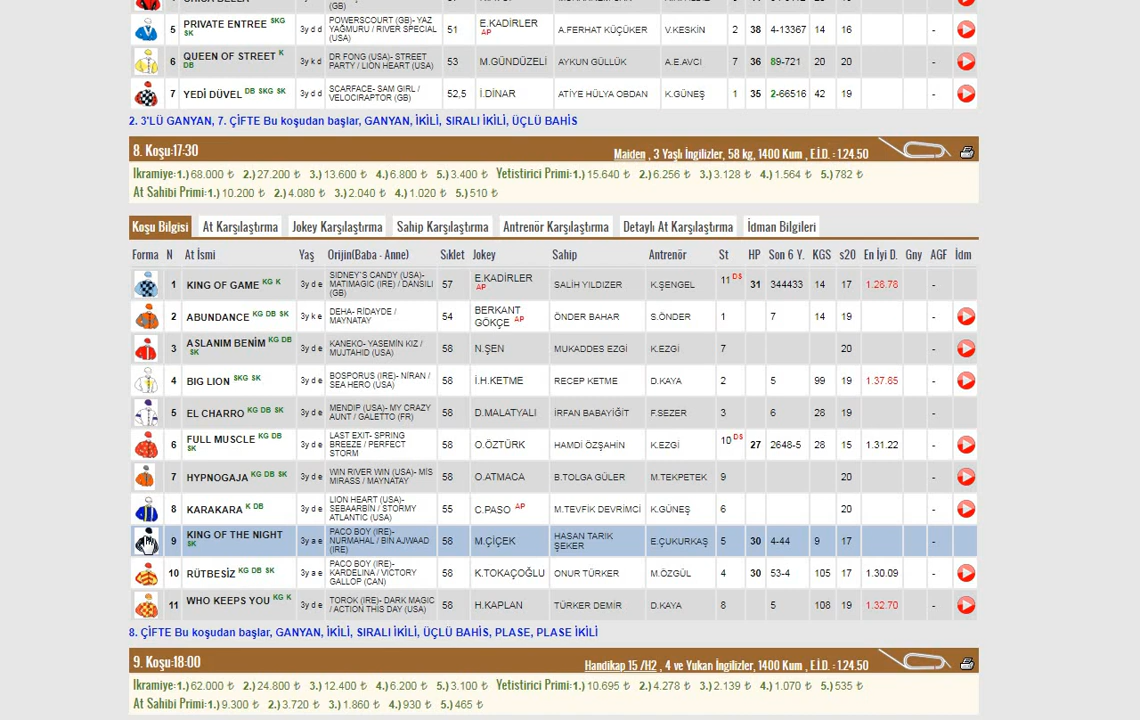 (GB)
5 PRIVATE ENTREE SKG SK 3y d d POWERSCOURT (GB)- YAZ YAĞMURU / RIVER SPECIAL (USA) 51 E.KADİRLER AP A.FERHAT KÜÇÜKER V.KESKİN 2 38 4-13367 14 16 -
6 QUEEN OF STREET K DB 3y k d DR FONG (USA)- STREET PARTY / LION HEART (USA) 53 M.GÜNDÜZELİ AYKUN GÜLLÜK A.E.AVCI 7 36 89-721 20 20 -
7 YEDİ DÜVEL DB SKG SK 3y d d SCARFACE- SAM GIRL / VELOCIRAPTOR (GB) 52,5 İ.DİNAR ATİYE HÜLYA OBDAN K.GÜNEŞ 1 35 2-66516 42 19 -
2. 3'LÜ GANYAN, 7. ÇİFTE Bu koşudan başlar, GANYAN, İKİLİ, SIRALI İKİLİ, ÜÇLÜ BAHİS
8. Koşu:17:30 Maiden , 3 Yaşlı İngilizler, 58 kg, 1400 Kum , E.İ.D. : 1.24.50
İkramiye:1.) 68.000 ₺ 2.) 27.200 ₺ 3.) 13.600 ₺ 4.) 6.800 ₺ 5.) 3.400 ₺ Yetistirici Primi:1.) 15.640 ₺ 2.) 6.256 ₺ 3.) 3.128 ₺ 4.) 1.564 ₺ 5.) 782 ₺
At Sahibi Primi:1.) 10.200 ₺ 2.) 4.080 ₺ 3.) 2.040 ₺ 4.) 1.020 ₺ 5.) 510 ₺
Koşu Bilgisi At Karşılaştırma Jokey Karşılaştırma Sahip Karşılaştırma Antrenör Karşılaştırma Detaylı At Karşılaştırma İdman Bilgileri
Forma N At İsmi Yaş Orijin(Baba - Anne) Sıklet Jokey Sahip Antrenör St HP Son 6 Y. KGS s20 En İyi D. Gny AGF İdm
1 KING OF GAME KG K 3y d e SIDNEY'S CANDY (USA)- MATIMAGIC (IRE) / DANSILI (GB) 57 E.KADİRLER AP SALİH YILDIZER K.ŞENGEL 11 DS 31 344433 14 17 1.28.78 -
2 ABUNDANCE KG DB SK 3y k e DEHA- RİDAYDE / MAYNATAY 54 BERKANT GÖKÇE AP ÖNDER BAHAR S.ÖNDER 1 7 14 19 -
3 ASLANIM BENİM KG DB SK 3y d e KANEKO- YASEMİN KIZ / MUJTAHID (USA) 58 N.ŞEN MUKADDES EZGİ K.EZGİ 7 20 -
4 BIG LION SKG SK 3y d e BOSPORUS (IRE)- NİRAN / SEA HERO (USA) 58 İ.H.KETME RECEP KETME D.KAYA 2 5 99 19 1.37.85 -
5 EL CHARRO KG DB SK 3y d e MENDIP (USA)- MY CRAZY AUNT / GALETTO (FR) 58 D.MALATYALI İRFAN BABAYİĞİT F.SEZER 3 6 28 19 -
6 FULL MUSCLE KG DB SK 3y d e LAST EXIT- SPRING BREEZE / PERFECT STORM 58 O.ÖZTÜRK HAMDİ ÖZŞAHİN K.EZGİ 10 DS 27 2648-5 28 15 1.31.22 -
7 HYPNOGAJA KG DB SK 3y d e WIN RIVER WIN (USA)- MİS MIRASS / MAYNATAY 58 O.ATMACA B.TOLGA GÜLER M.TEKPETEK 9 20 -
8 KARAKARA K DB 3y d e LION HEART (USA)- SEBAARBIN / STORMY ATLANTIC (USA) 55 C.PASO AP M.TEVFİK DEVRİMCİ K.GÜNEŞ 6 20 -
9 KING OF THE NIGHT SK 3y a e PACO BOY (IRE)- NURMAHAL / BIN AJWAAD (IRE) 58 M.ÇİÇEK HASAN TARIK ŞEKER E.ÇUKURKAŞ 5 30 4-44 9 17 -
10 RÜTBESİZ KG DB SK 3y a e PACO BOY (IRE)- KARDELINA / VICTORY GALLOP (CAN) 58 K.TOKAÇOĞLU ONUR TÜRKER M.ÖZGÜL 4 30 53-4 105 17 1.30.09 -
11 WHO KEEPS YOU KG K 3y d e TOROK (IRE)- DARK MAGIC / ACTION THIS DAY (USA) 58 H.KAPLAN TÜRKER DEMİR D.KAYA 8 5 108 19 1.32.70 -
8. ÇİFTE Bu koşudan başlar, GANYAN, İKİLİ, SIRALI İKİLİ, ÜÇLÜ BAHİS, PLASE, PLASE İKİLİ
9. Koşu:18:00 Handikap 15 /H2 , 4 ve Yukarı İngilizler, 1400 Kum , E.İ.D. : 1.24.50
İkramiye:1.) 62.000 ₺ 2.) 24.800 ₺ 3.) 12.400 ₺ 4.) 6.200 ₺ 5.) 3.100 ₺ Yetistirici Primi:1.) 10.695 ₺ 2.) 4.278 ₺ 3.) 2.139 ₺ 4.) 1.070 ₺ 5.) 535 ₺
At Sahibi Primi:1.) 9.300 ₺ 2.) 3.720 ₺ 3.) 1.860 ₺ 4.) 930 ₺ 5.) 465 ₺